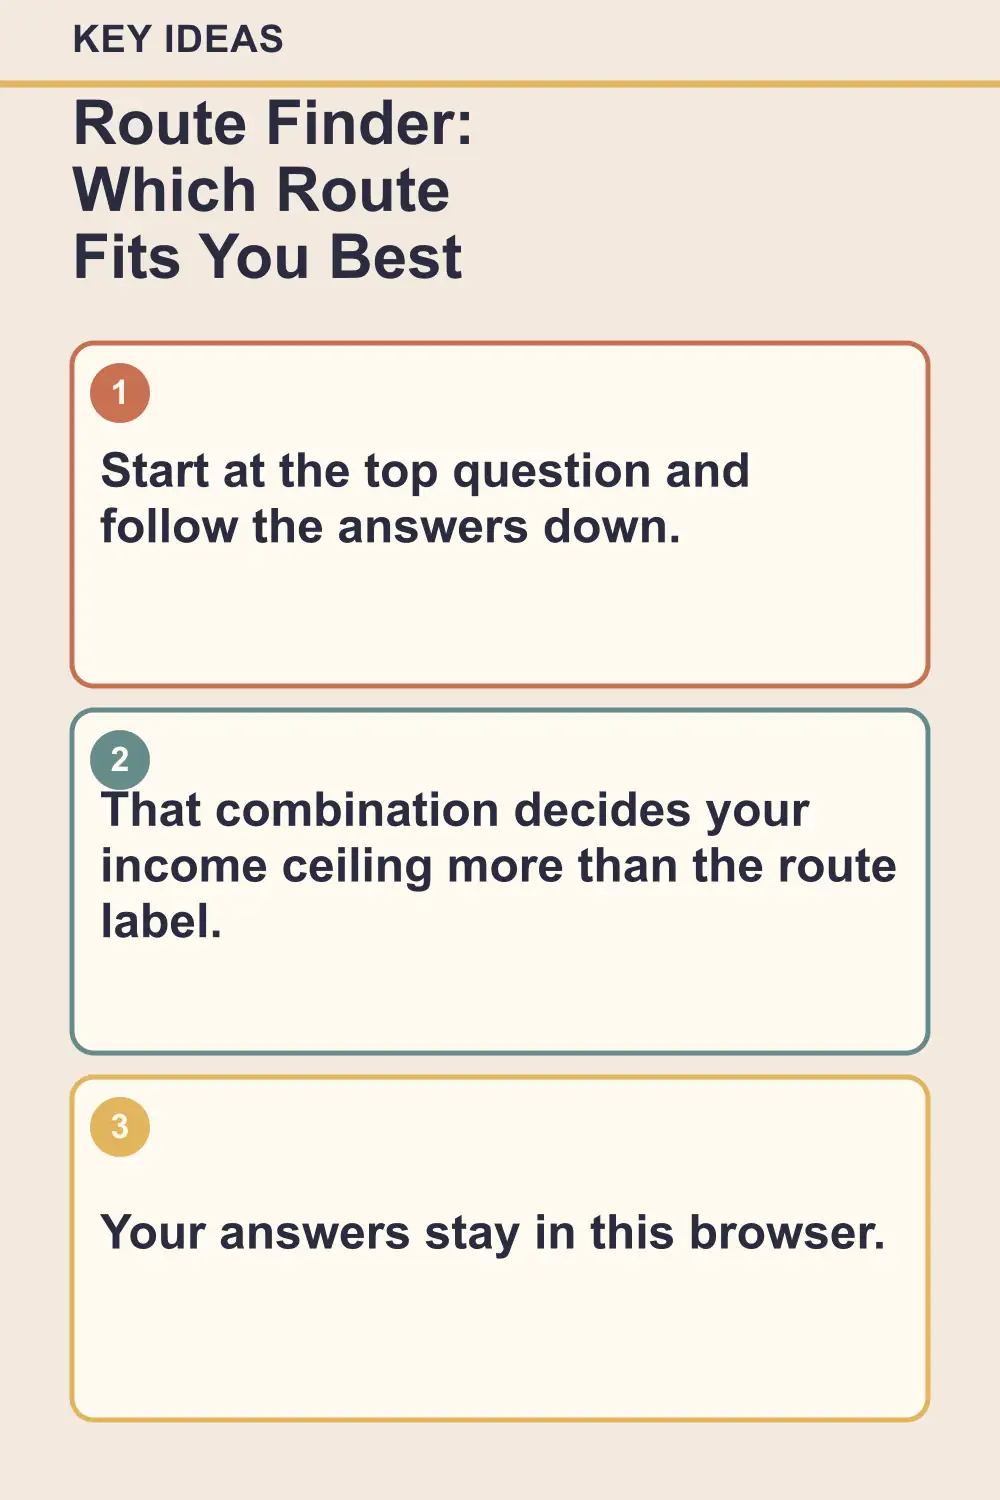 KEY IDEAS
Route Finder:
Which Route
Fits You Best
1
Start at the top question and
follow the answers down.
2
That combination decides your
income ceiling more than the route
label.
3
Your answers stay in this browser.